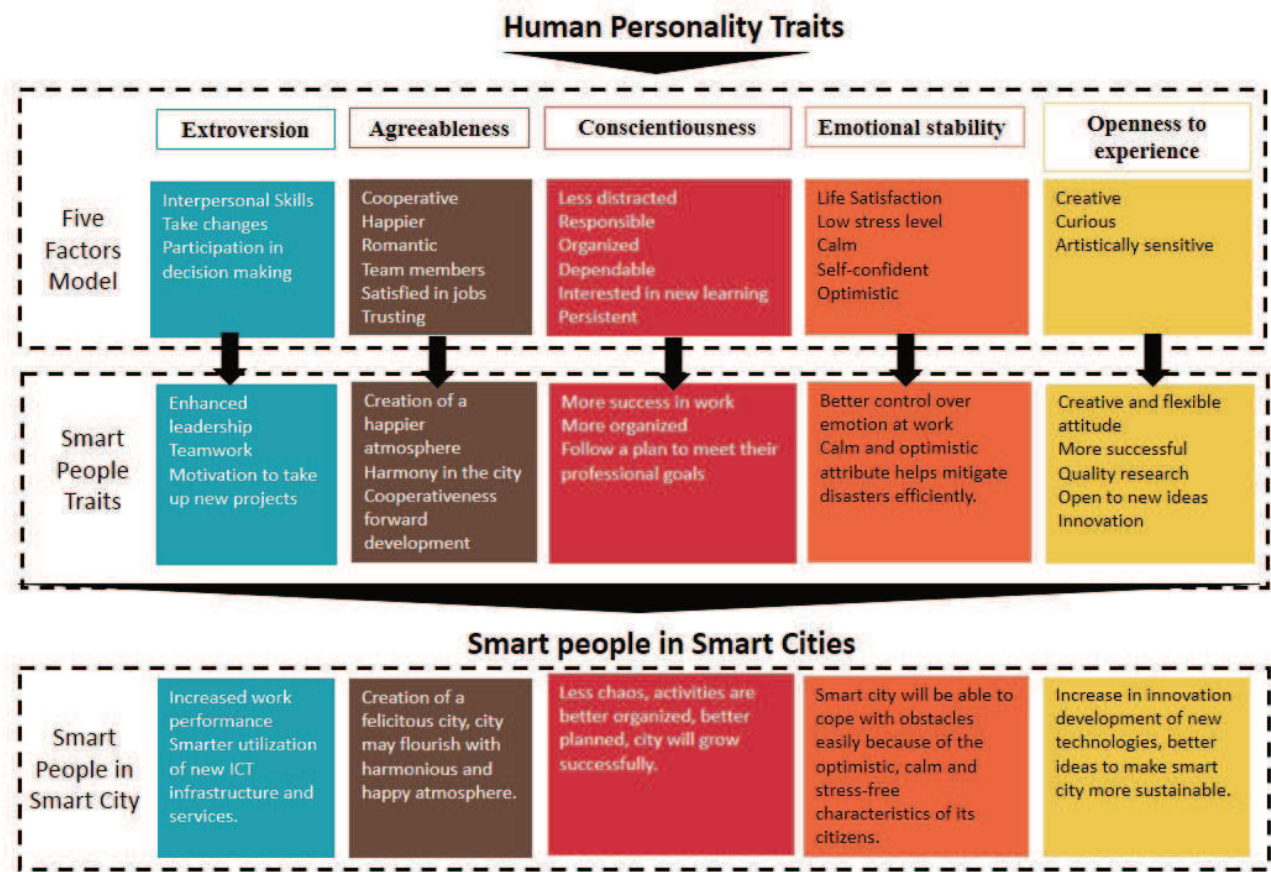 Human Personality Traits
Extroversion
Agreeableness
Conscientiousness
Emotional stability
Openness to
experience
Five
Factors
Model
Interpersonal Skills
Take changes
Participation in
decision making
Cooperative
Happier
Romantic
Team members
Satisfied in jobs
Trusting
Less distracted
Responsible
Organized
Dependable
Interested in new learning
Persistent
Life Satisfaction
Low stress level
Calm
Self-confident
Optimistic
Creative
Curious
Artistically sensitive
Smart
People
Traits
Enhanced
leadership
Teamwork
Motivation to take
up new projects
Creation of a
happier
atmosphere
Harmony in the city
Cooperativeness
forward
development
More success in work
More organized
Follow a plan to meet their
professional goals
Better control over
emotion at work
Calm and optimistic
attribute helps mitigate
disasters efficiently.
Creative and flexible
attitude
More successful
Quality research
Open to new ideas
Innovation
Smart people in Smart Cities
Smart
People in
Smart City
Increased work
performance
Smarter utilization
of new ICT
infrastructure and
services.
Creation of a
felicitous city, city
may flourish with
harmonious and
happy atmosphere.
Less chaos, activities are
better organized, better
planned, city will grow
successfully.
Smart city will be able to
cope with obstacles
easily because of the
optimistic, calm and
stress-free
characteristics of its
citizens.
Increase in innovation
development of new
technologies, better
ideas to make smart
city more sustainable.